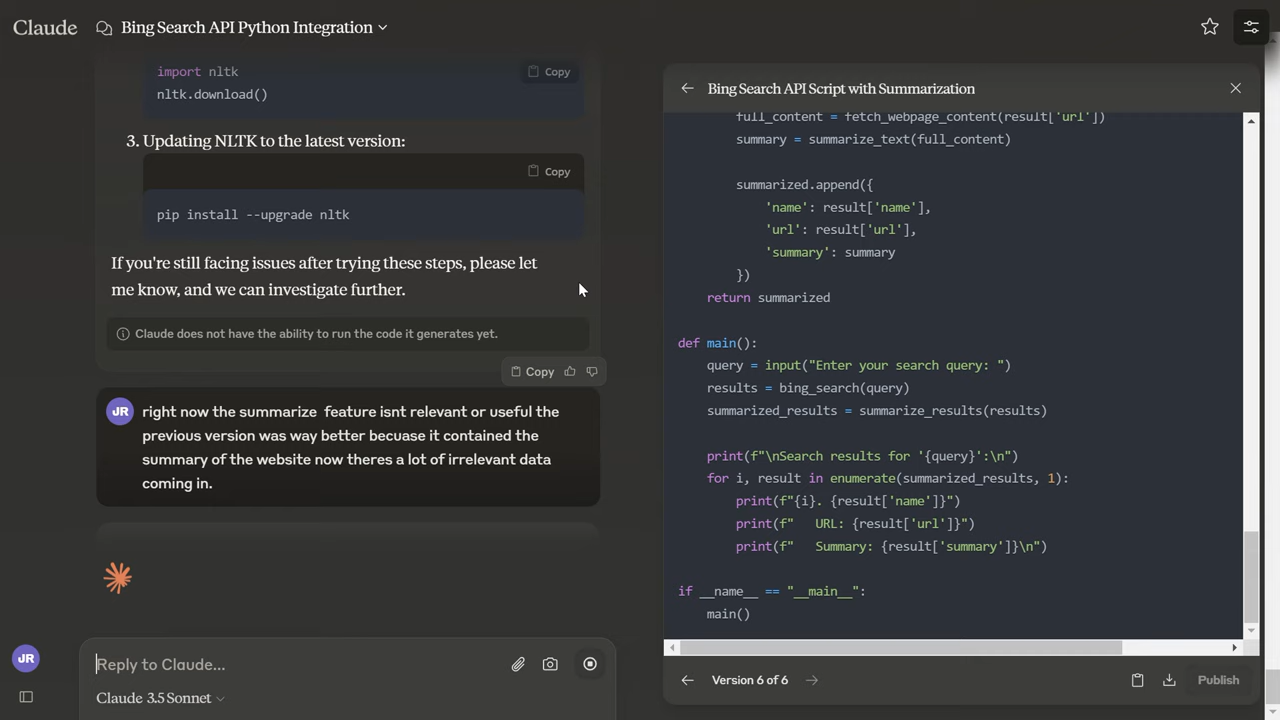 Claude
Bing Search API Python Integration
import nltk
Copy
nltk.download()
3. Updating NLTK to the latest version:
Copy
pip install --upgrade nltk
If you're still facing issues after trying these steps, please let
me know, and we can investigate further.
Claude does not have the ability to run the code it generates yet.
Copy
JR
right now the summarize  feature isnt relevant or useful the
previous version was way better becuase it contained the
summary of the website now theres a lot of irrelevant data
coming in.
JR
Reply to Claude...
Claude 3.5 Sonnet
Bing Search API Script with Summarization
full_content = fetch_webpage_content(result['url'])
summary = summarize_text(full_content)
summarized.append({
'name': result['name'],
'url': result['url'],
'summary': summary
})
return summarized
def main():
query = input("Enter your search query: ")
results = bing_search(query)
summarized_results = summarize_results(results)
print(f"\nSearch results for '{query}':\n")
for i, result in enumerate(summarized_results, 1):
print(f"{i}. {result['name']}")
print(f"   URL: {result['url']}")
print(f"   Summary: {result['summary']}\n")
if __name__ == "__main__":
main()
Version 6 of 6
Publish